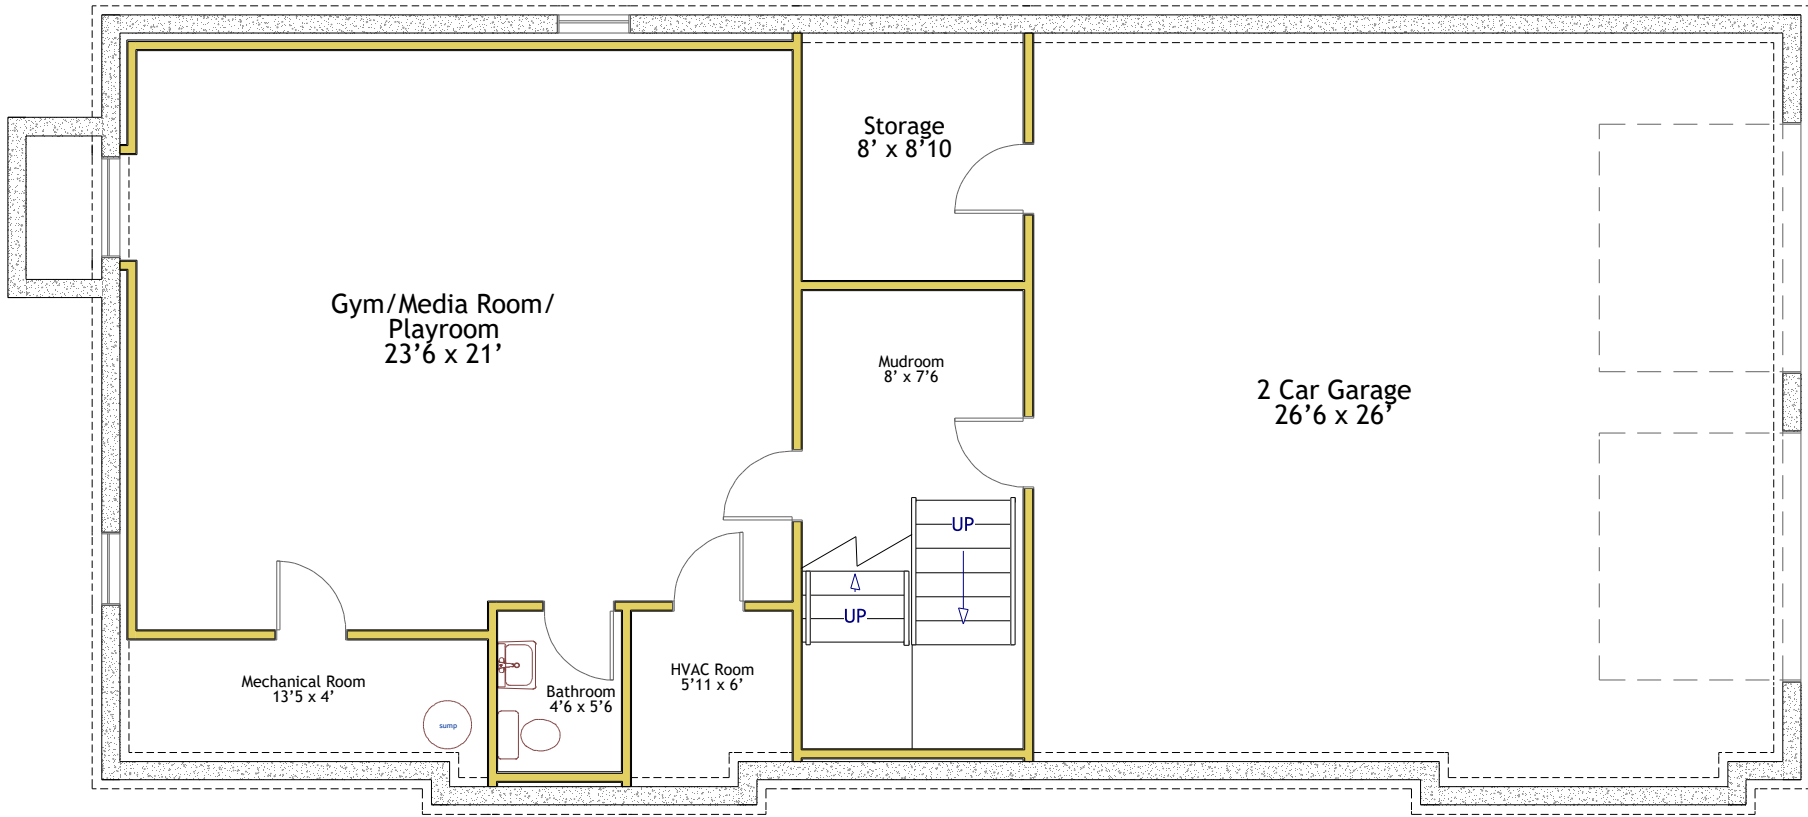 Storage
8’ x 8’10
Gym/Media Room/
Playroom
23’6 x 21’
Mudroom
8’ x 7’6
2 Car Garage
26’6 x 26’
UP
UP
Mechanical Room
13’5 x 4’
sump
Bathroom
4’6 x 5’6
HVAC Room
5’11 x 6’